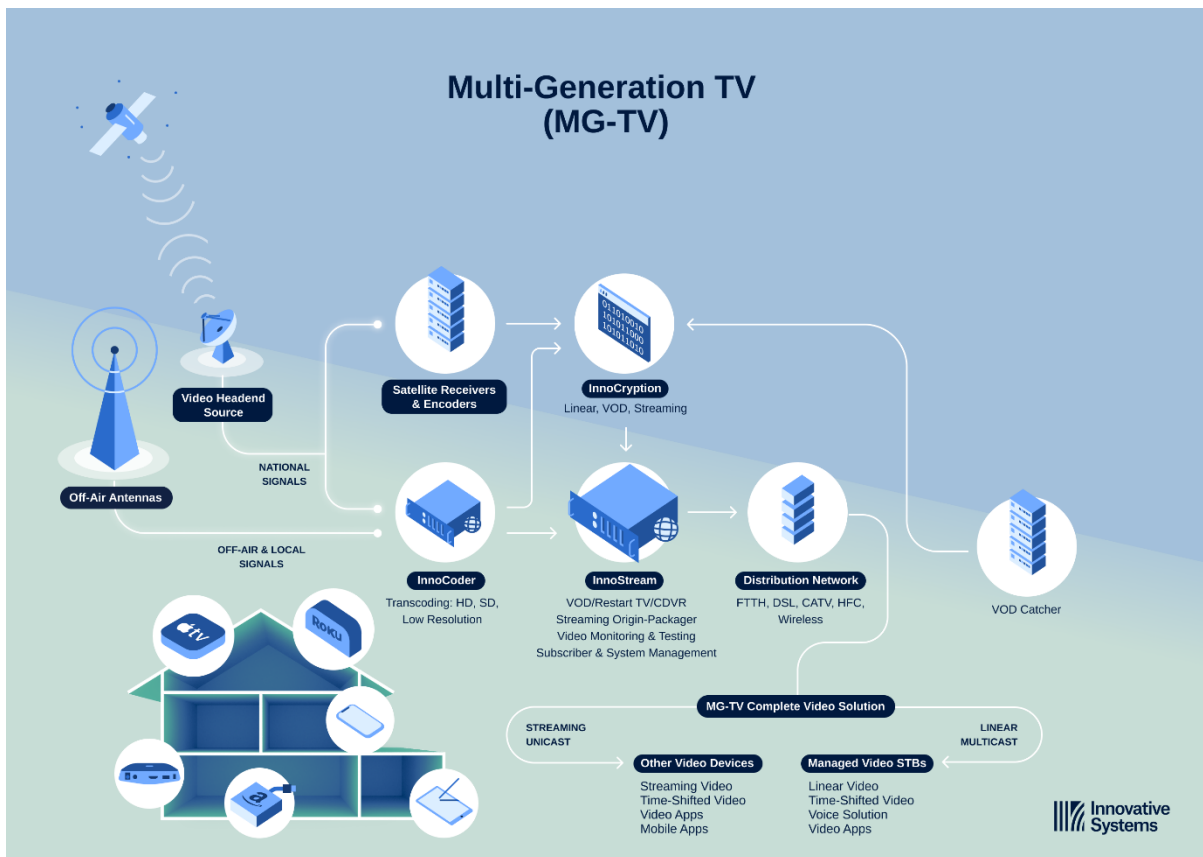 Multi-Generation TV
(MG-TV)
Satellite Receivers
& Encoders
011010010
101011000
101011010
InnoCryption
Linear, VOD, Streaming
Video Headend
Source
NATIONAL
SIGNALS
Off-Air Antennas
OFF-AIR & LOCAL
SIGNALS
InnoCoder
Transcoding: HD, SD,
Low Resolution
InnoStream
VOD/Restart TV/CDVR
Streaming Origin-Packager
Video Monitoring & Testing
Subscriber & System Management
Distribution Network
FTTH, DSL, CATV, HFC,
Wireless
VOD Catcher
tv
Roku
a
MG-TV Complete Video Solution
STREAMING
UNICAST
LINEAR
MULTICAST
Other Video Devices
Streaming Video
Time-Shifted Video
Video Apps
Mobile Apps
Managed Video STBs
Linear Video
Time-Shifted Video
Voice Solution
Video Apps
Innovative
Systems